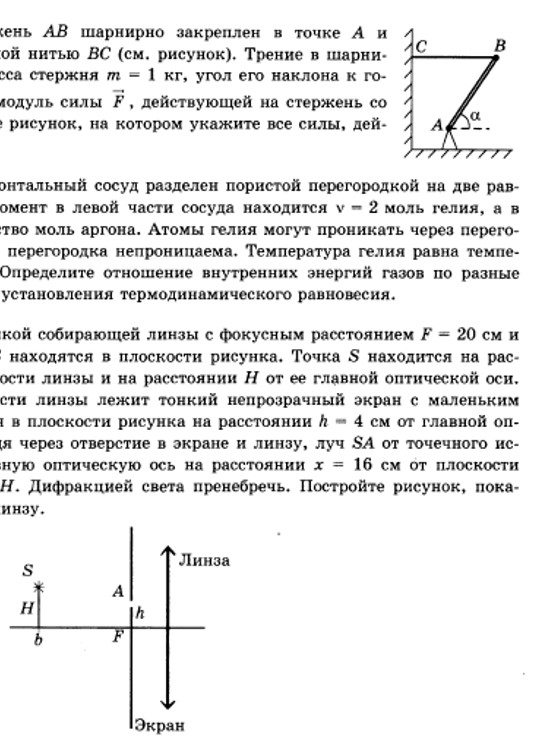 жень AB шарнирно закреплен в точке A и
ной нитью BC (см. рисунок). Трение в шарни-
сса стержня m = 1 кг, угол его наклона к го-
модуль силы F, действующей на стержень со
е рисунок, на котором укажите все силы, дей-
C
B
A
α
онтальный сосуд разделен пористой перегородкой на две рав-
омент в левой части сосуда находится ν = 2 моль гелия, а в
ство моль аргона. Атомы гелия могут проникать через перего-
перегородка непроницаема. Температура гелия равна темпе-
Определите отношение внутренних энергий газов по разные
установления термодинамического равновесия.
нкой собирающей линзы с фокусным расстоянием F = 20 см и
находятся в плоскости рисунка. Точка S находится на рас-
ости линзы и на расстоянии H от ее главной оптической оси.
сти линзы лежит тонкий непрозрачный экран с маленьким
я в плоскости рисунка на расстоянии h = 4 см от главной оп-
дя через отверстие в экране и линзу, луч SA от точечного ис-
вную оптическую ось на расстоянии x = 16 см от плоскости
H. Дифракцией света пренебречь. Постройте рисунок, пока-
инзу.
Линза
S
A
H
h
b
F
Экран